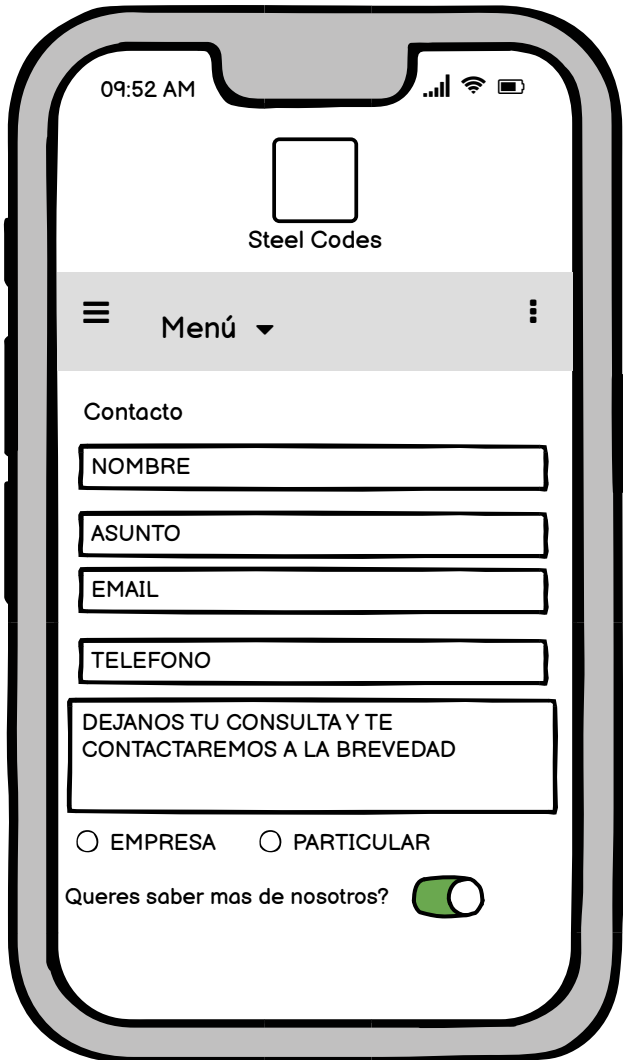 09:52 AM
Steel Codes
Menú
Contacto
NOMBRE
ASUNTO
EMAIL
TELEFONO
DEJANOS TU CONSULTA Y TE
CONTACTAREMOS A LA BREVEDAD
EMPRESA PARTICULAR
Queres saber mas de nosotros?